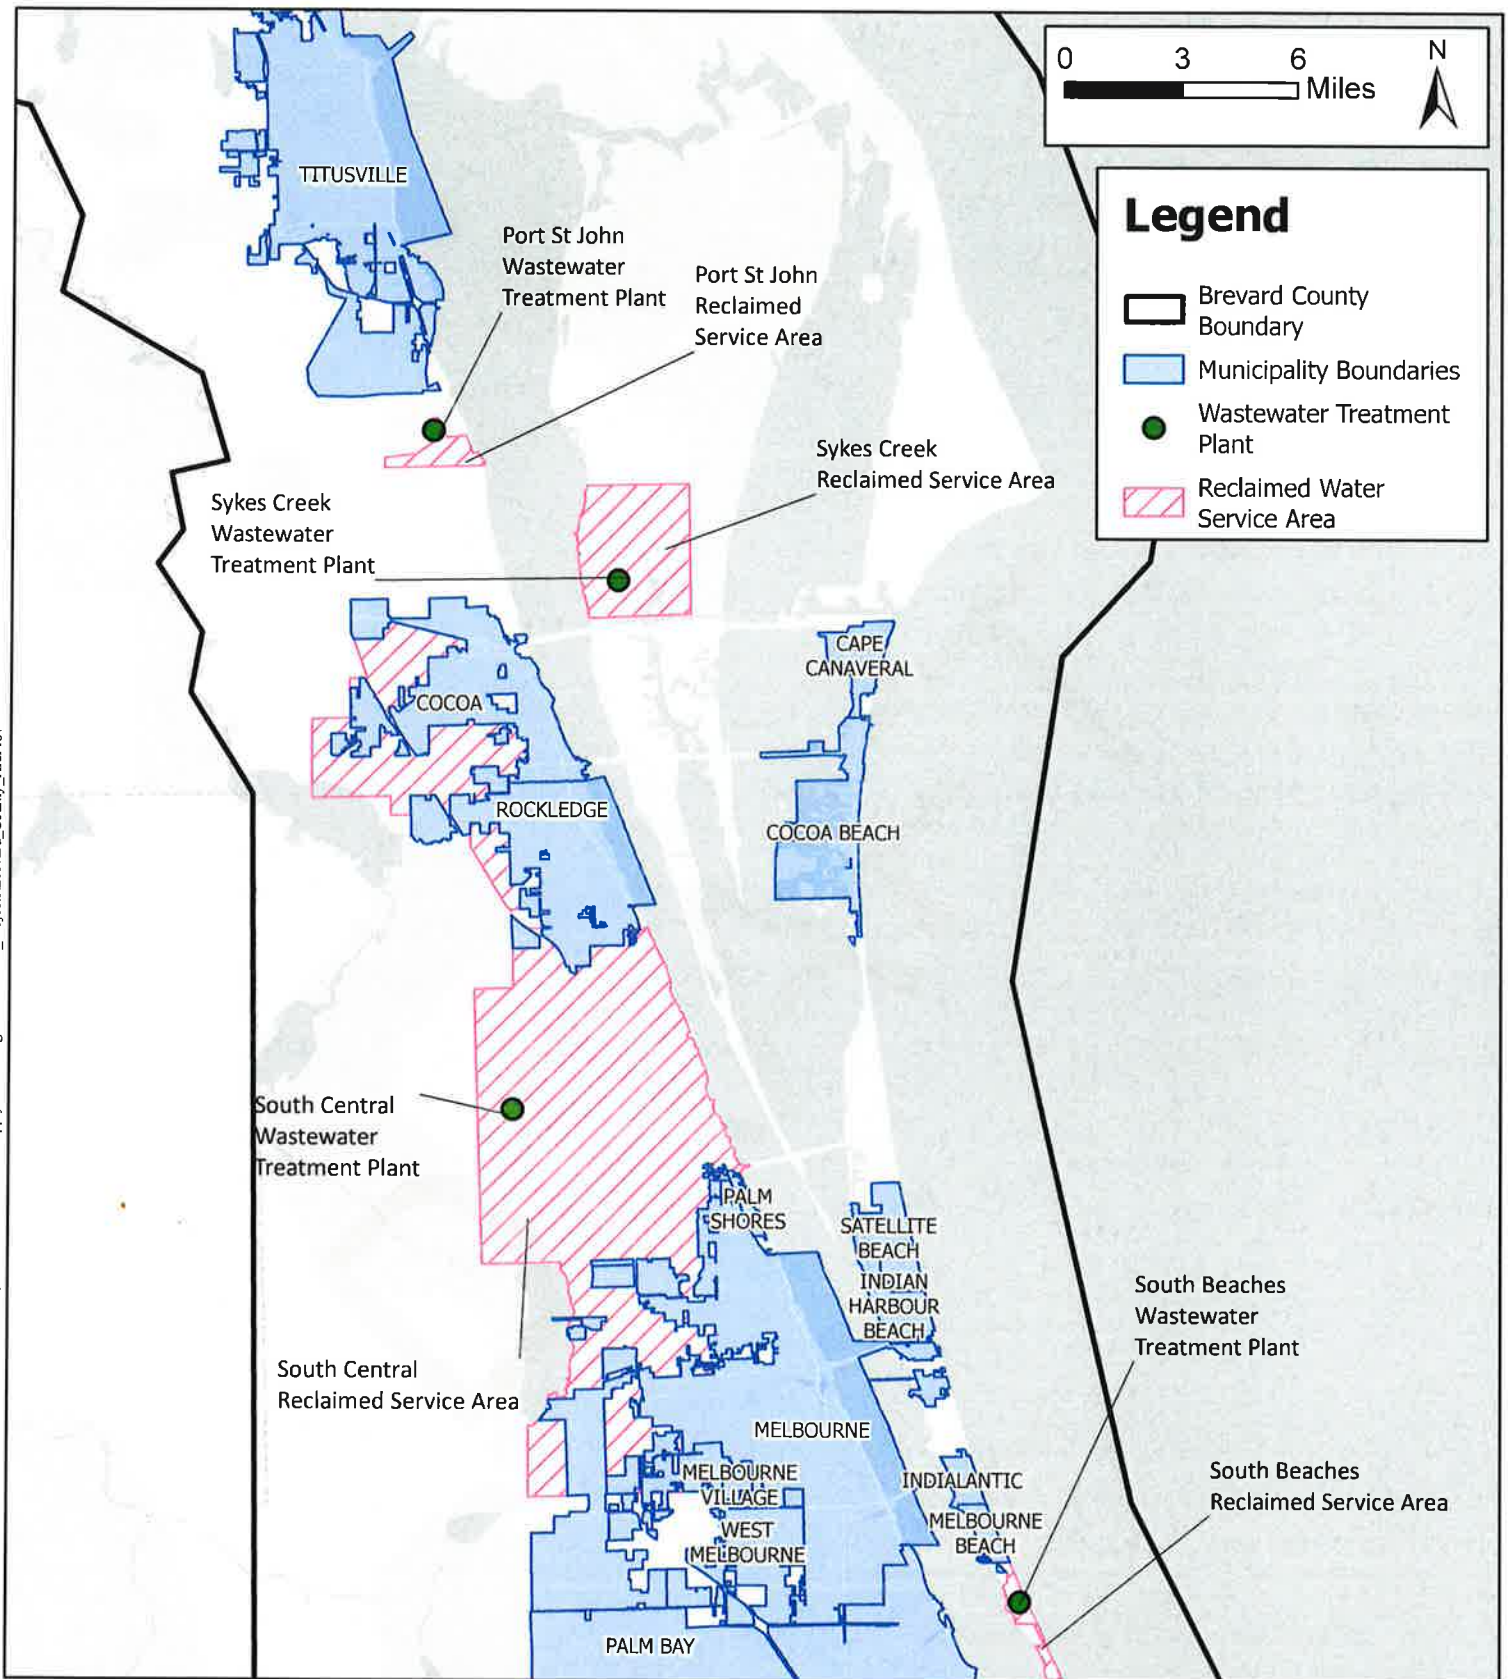 0 3 6
Miles
N
Legend
Brevard County
Boundary
Municipality Boundaries
Wastewater Treatment
Plant
Reclaimed Water
Service Area
TITUSVILLE
Port St John
Wastewater
Treatment Plant
Port St John
Reclaimed
Service Area
Sykes Creek
Reclaimed Service Area
Sykes Creek
Wastewater
Treatment Plant
CAPE
CANAVERAL
COCOA
ROCKLEDGE
COCOA BEACH
South Central
Wastewater
Treatment Plant
PALM
SHORES
SATELLITE
BEACH
INDIAN
HARBOUR
BEACH
South Beaches
Wastewater
Treatment Plant
South Central
Reclaimed Service Area
MELBOURNE
MELBOURNE
VILLAGE
INDIALANTIC
South Beaches
Reclaimed Service Area
WEST
MELBOURNE
MELBOURNE
BEACH
PALM BAY